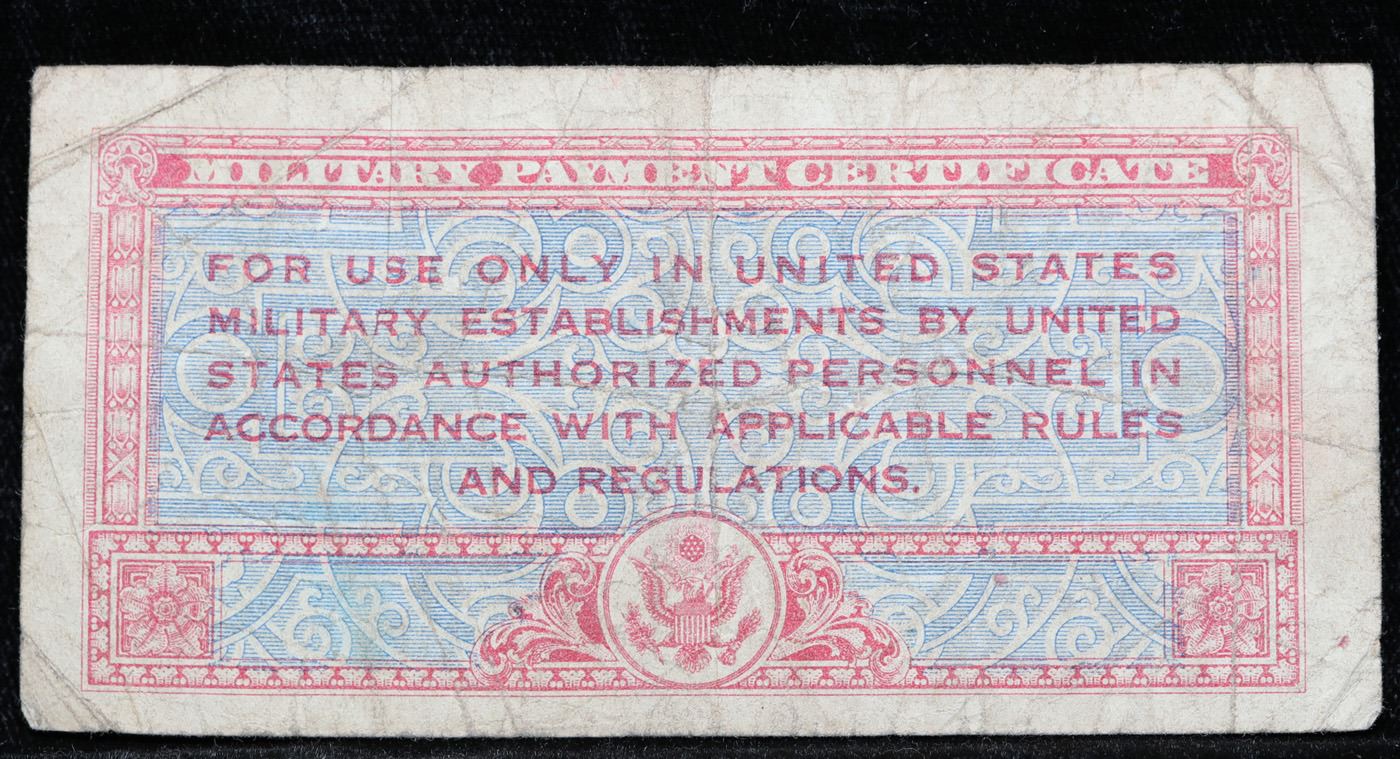 MILITARY PAYMENT CERTIFICATE
FOR USE ONLY IN UNITED STATES
MILITARY ESTABLISHMENTS BY UNITED
STATES AUTHORIZED PERSONNEL IN
ACCORDANCE WITH APPLICABLE RULES
AND REGULATIONS.